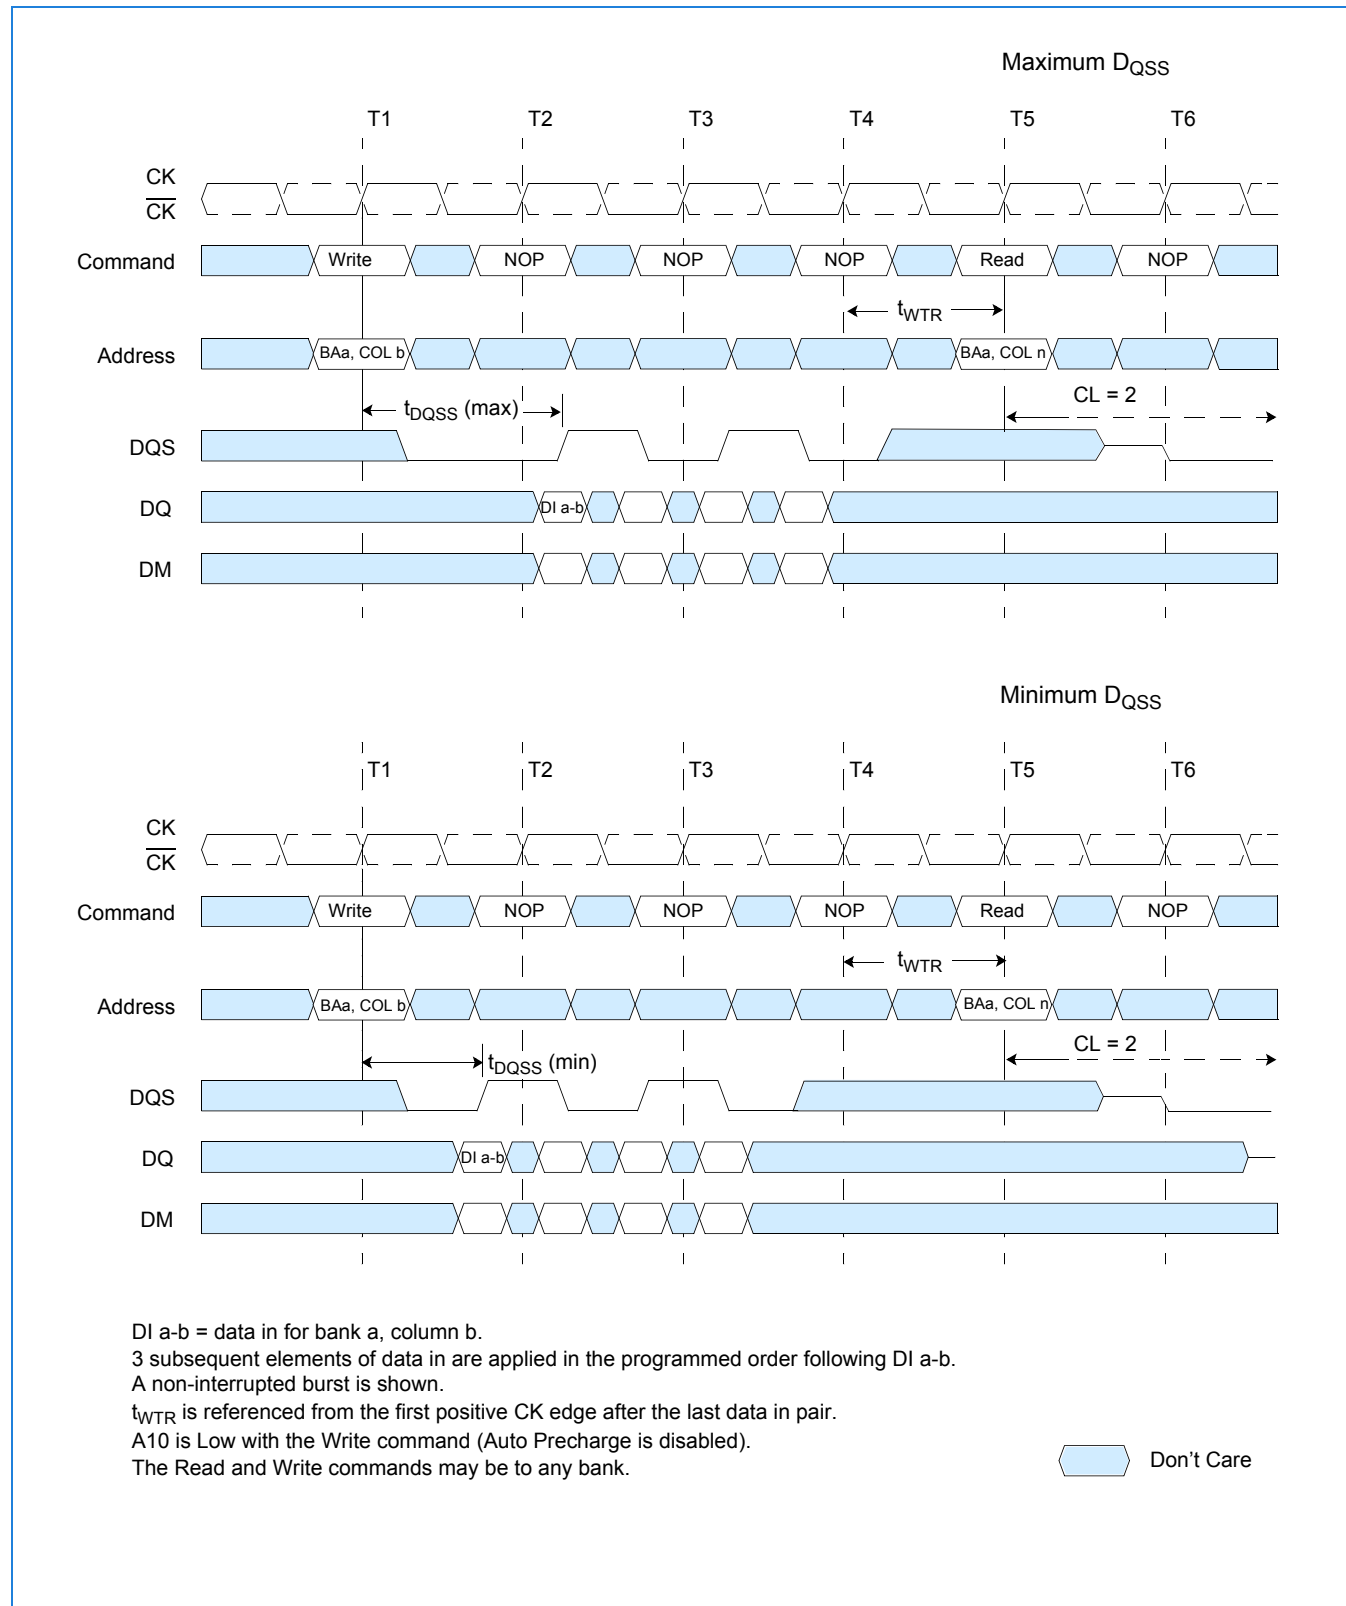 Maximum DQSS
T1 T2 T3 T4 T5 T6
CK
CK
Command Write NOP NOP NOP Read NOP
tWTR
Address BAa, COL b BAa, COL n
tDQSS (max) CL = 2
DQS
DQ DI a-b
DM
Minimum DQSS
T1 T2 T3 T4 T5 T6
CK
CK
Command Write NOP NOP NOP Read NOP
tWTR
Address BAa, COL b BAa, COL n
tDQSS (min) CL = 2
DQS
DQ DI a-b
DM
DI a-b = data in for bank a, column b.
3 subsequent elements of data in are applied in the programmed order following DI a-b.
A non-interrupted burst is shown.
tWTR is referenced from the first positive CK edge after the last data in pair.
A10 is Low with the Write command (Auto Precharge is disabled).
The Read and Write commands may be to any bank.
Don't Care